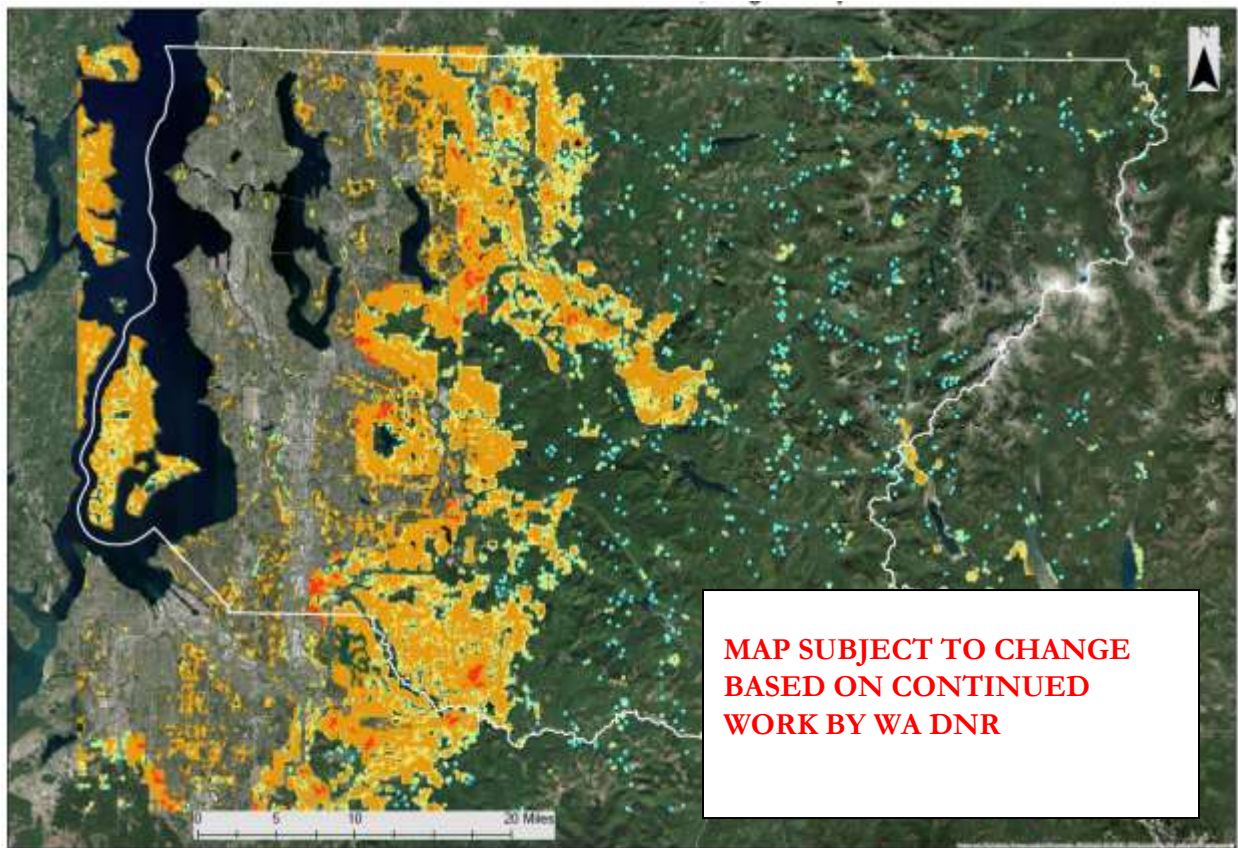 N
MAP SUBJECT TO CHANGE
BASED ON CONTINUED
WORK BY WA DNR
0 5 10 20 Miles